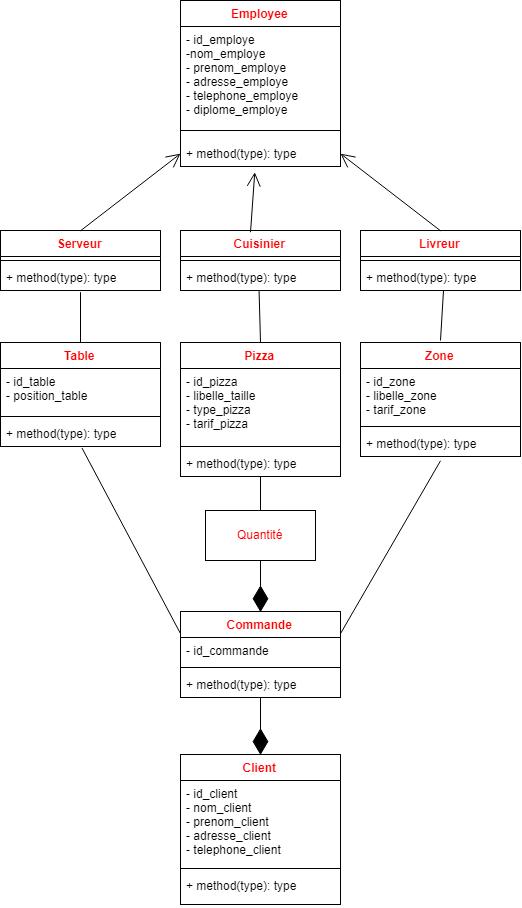 Employee
- id_employe
-nom_employe
- prenom_employe
- adresse_employe
- telephone_employe
- diplome_employe
+ method(type): type
Serveur
+ method(type): type
Cuisinier
+ method(type): type
Livreur
+ method(type): type
Table
- id_table
- position_table
+ method(type): type
Pizza
- id_pizza
- libelle_taille
- type_pizza
- tarif_pizza
+ method(type): type
Zone
- id_zone
- libelle_zone
- tarif_zone
+ method(type): type
Quantité
Commande
- id_commande
+ method(type): type
Client
- id_client
- nom_client
- prenom_client
- adresse_client
- telephone_client
+ method(type): type